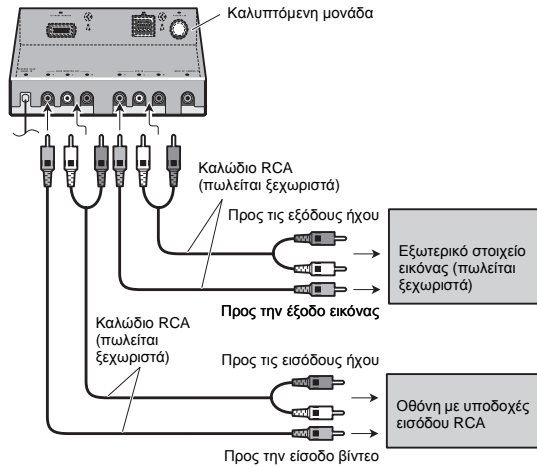 Καλυπτόμενη μονάδα
Καλώδιο RCA
(πωλείται ξεχωριστά)
Προς τις εξόδους ήχου
Εξωτερικό στοιχείο
εικόνας (πωλείται
ξεχωριστά)
Προς την έξοδο εικόνας
Καλώδιο RCA
(πωλείται
ξεχωριστά)
Προς τις εισόδους ήχου
Οθόνη με υποδοχές
εισόδου RCA
Προς την είσοδο βίντεο